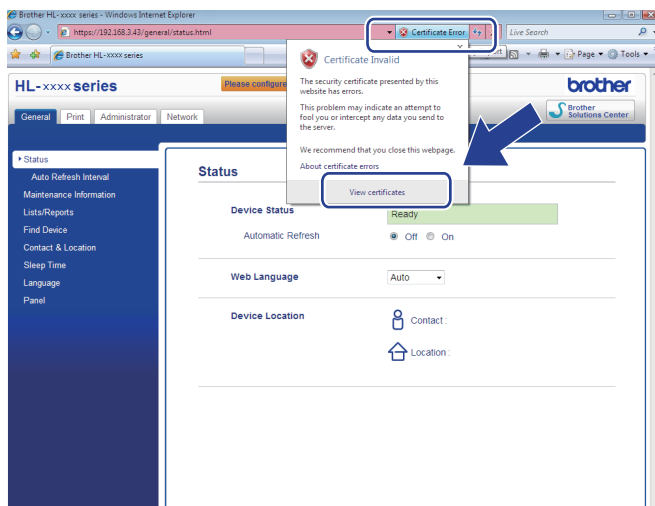 Brother HL- xxxx series - Windows Internet Explorer
https://192.168.3.43/general/status.html
Certificate Error
Live Search
Brother HL-xxxx series
Page
Tools
Certificate Invalid
The security certificate presented by this
website has errors.
This problem may indicate an attempt to
fool you or intercept any data you send to
the server.
We recommend that you close this webpage.
About certificate errors
View certificates
HL-xxxx series
Please configure
brother
General
Print
Administrator
Network
Brother
Solutions Center
Status
Auto Refresh Interval
Maintenance Information
Lists/Reports
Find Device
Contact & Location
Sleep Time
Language
Panel
Status
Device Status
Ready
Automatic Refresh
Off
On
Web Language
Auto
Device Location
Contact :
Location :